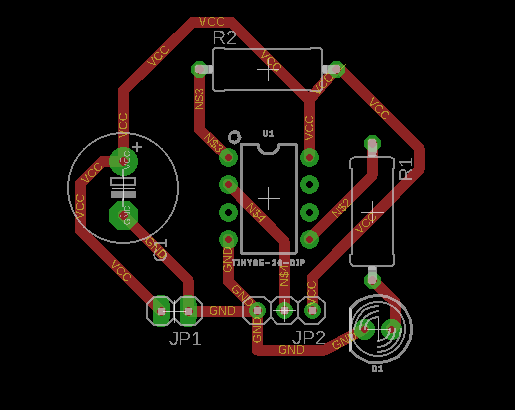 VCC
R2
VCC
VCC
VCC
VCC
N$3
VCC
VCC
U1
N$3
+
VCC
VCC
R1
VCC
N$4
N$2
GND
VCC
GND
GND
TINY85-20-DIP
VCC
N$4
GND
VCC
GND
JP1
GND
JP2
GND
GND
D1